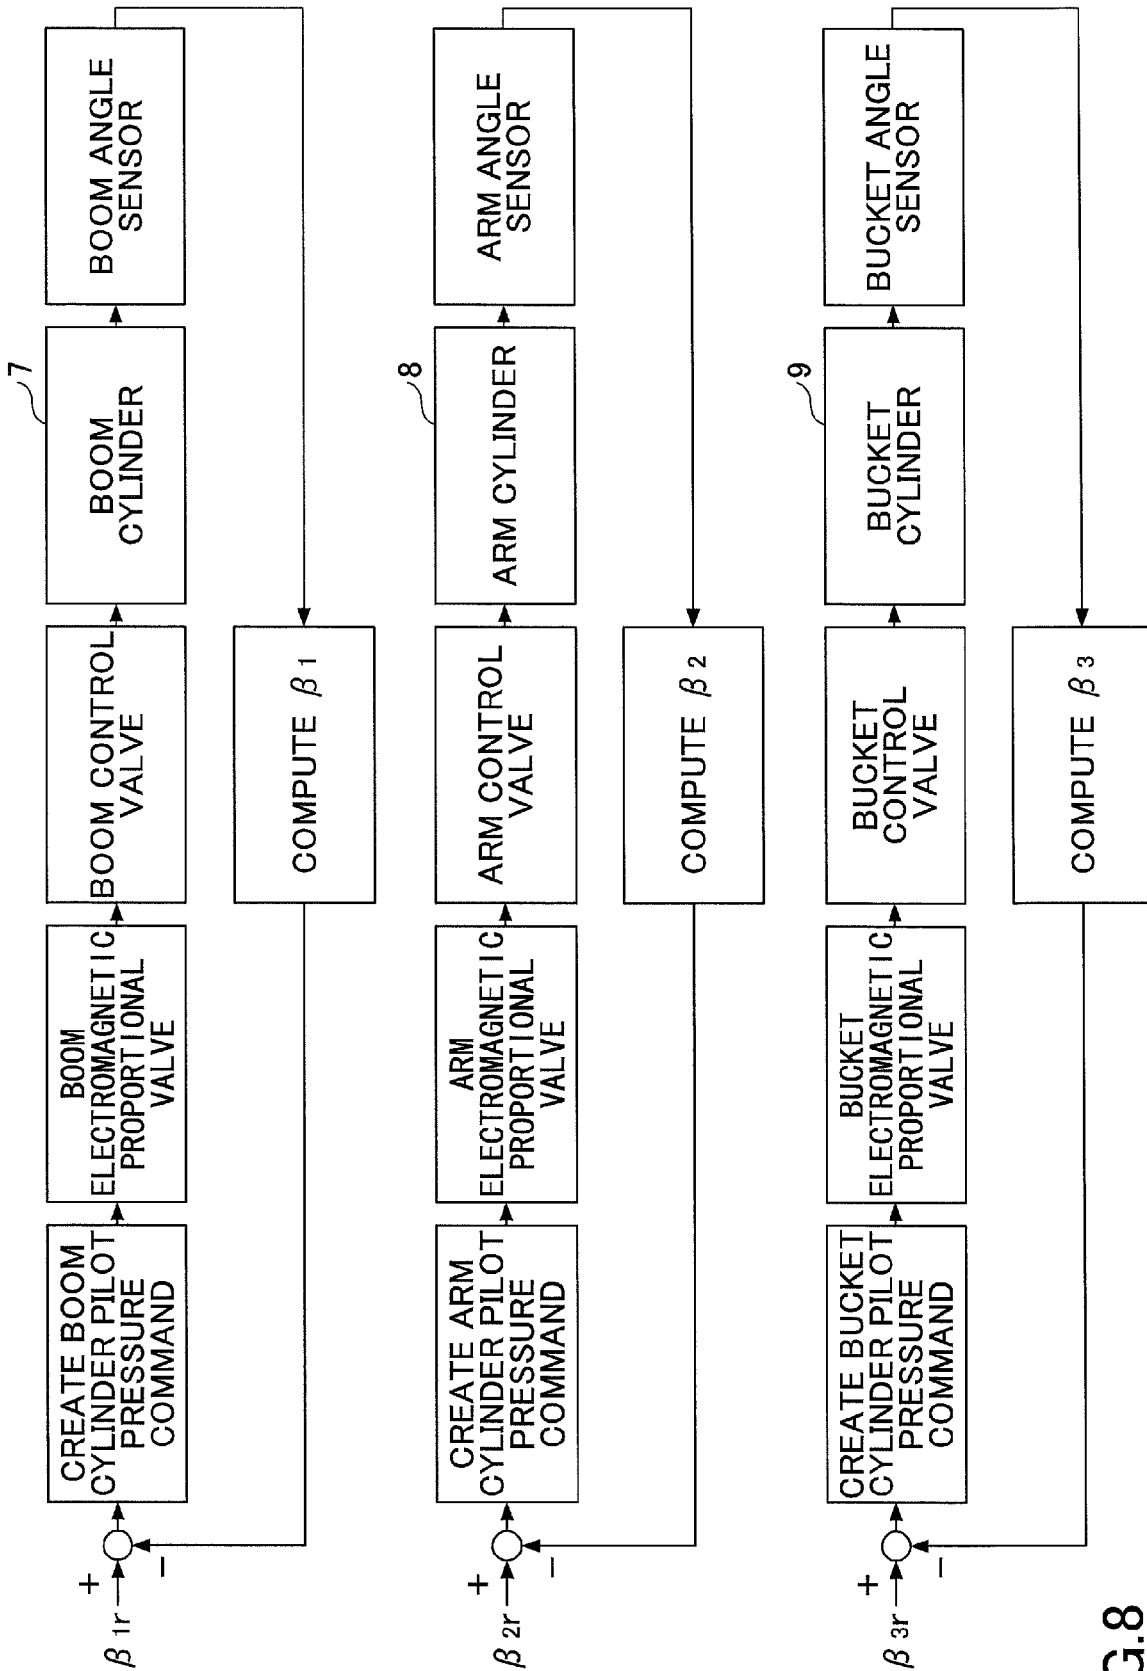 β1r
+
−
CREATE BOOM
CYLINDER PILOT
PRESSURE
COMMAND
BOOM
ELECTROMAGNETIC
PROPORTIONAL
VALVE
BOOM CONTROL
VALVE
7
BOOM
CYLINDER
BOOM ANGLE
SENSOR
COMPUTE β1
β2r
+
−
CREATE ARM
CYLINDER PILOT
PRESSURE
COMMAND
ARM
ELECTROMAGNETIC
PROPORTIONAL
VALVE
ARM CONTROL
VALVE
8
ARM CYLINDER
ARM ANGLE
SENSOR
COMPUTE β2
β3r
+
−
CREATE BUCKET
CYLINDER PILOT
PRESSURE
COMMAND
BUCKET
ELECTROMAGNETIC
PROPORTIONAL
VALVE
BUCKET
CONTROL
VALVE
9
BUCKET
CYLINDER
BUCKET ANGLE
SENSOR
COMPUTE β3
G.8